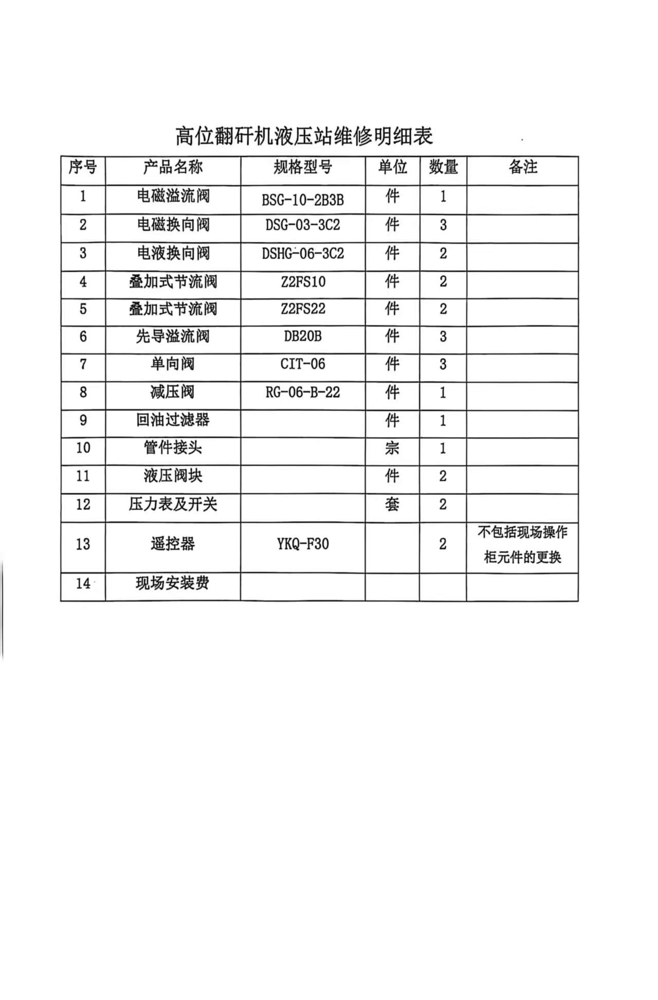 高位翻矸机液压站维修明细表
序号 产品名称 规格型号 单位 数量 备注
1 电磁溢流阀 BSG-10-2B3B 件 1
2 电磁换向阀 DSG-03-3C2 件 3
3 电液换向阀 DSHG-06-3C2 件 2
4 叠加式节流阀 Z2FS10 件 2
5 叠加式节流阀 Z2FS22 件 2
6 先导溢流阀 DB20B 件 3
7 单向阀 CIT-06 件 3
8 减压阀 RG-06-B-22 件 1
9 回油过滤器 件 1
10 管件接头 宗 1
11 液压阀块 件 2
12 压力表及开关 套 2
13 遥控器 YKQ-F30 2 不包括现场操作
柜元件的更换
14 现场安装费